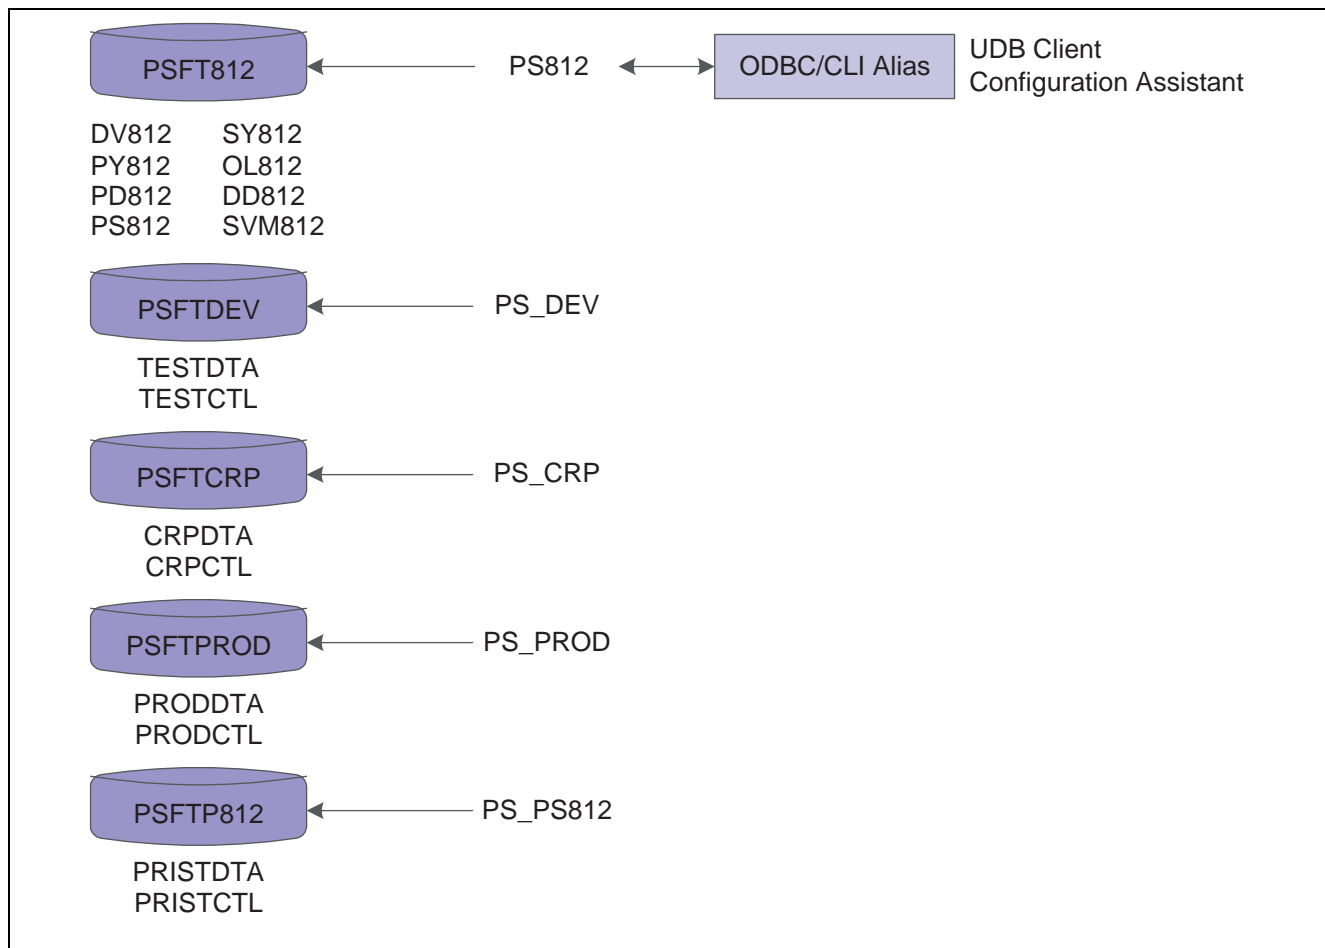 PSFT812
PS812
ODBC/CLI Alias
UDB Client
Configuration Assistant
DV812 SY812
PY812 OL812
PD812 DD812
PS812 SVM812
PSFTDEV
PS_DEV
TESTDTA
TESTCTL
PSFTCRP
PS_CRP
CRPDTA
CRPCTL
PSFTPROD
PS_PROD
PRODDTA
PRODCTL
PSFTP812
PS_PS812
PRISTDTA
PRISTCTL